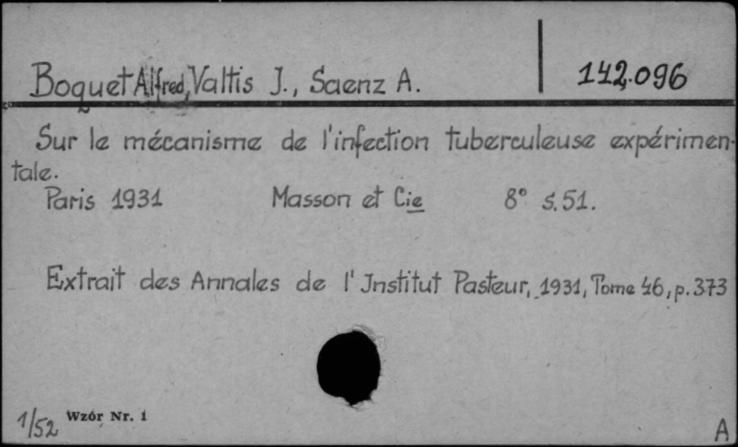 Boquet Alfred, Valtis J., Saenz A.
142.096
Sur le mécanisme de l'infection tuberculeuse expérimen-
tale.
Paris 1931 Masson et Cie 8° s. 51.
Extrait des Annales de l'Institut Pasteur, 1931, Tome 46, p. 373
1/52 Wzór Nr. 1
A